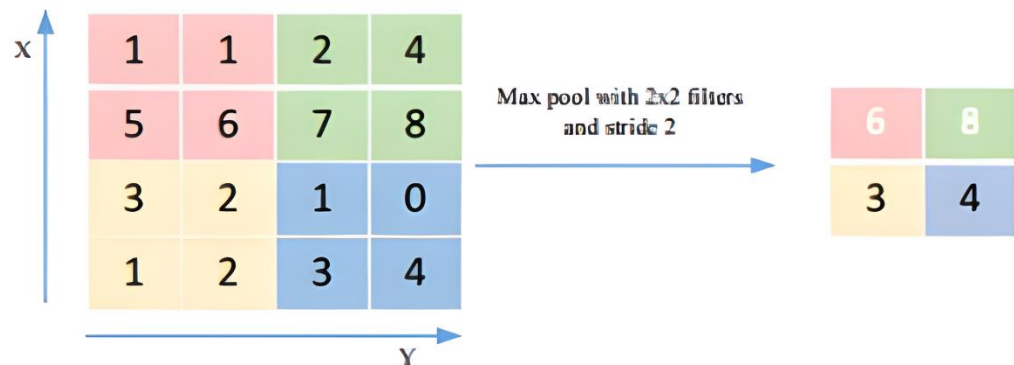 X
1 1 2 4
5 6 7 8
3 2 1 0
1 2 3 4
Y
Max pool with 2x2 filters
and stride 2
6 8
3 4